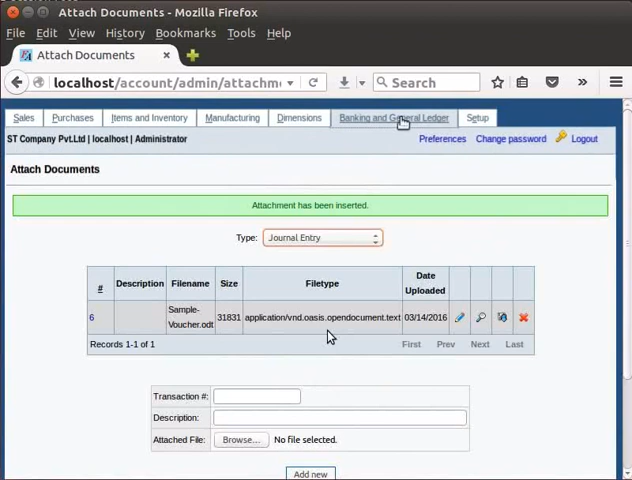 Attach Documents - Mozilla Firefox
File Edit View History Bookmarks Tools Help
Attach Documents
localhost/account/admin/attachm
Search
Sales Purchases Items and Inventory Manufacturing Dimensions Banking and General Ledger Setup
ST Company Pvt.Ltd | localhost | Administrator Preferences Change password Logout
Attach Documents
Attachment has been inserted.
Type: Journal Entry
# Description Filename Size Filetype Date Uploaded
6 Sample-Voucher.odt 31831 application/vnd.oasis.opendocument.text 03/14/2016
Records 1-1 of 1 First Prev Next Last
Transaction #:
Description:
Attached File: Browse... No file selected.
Add new